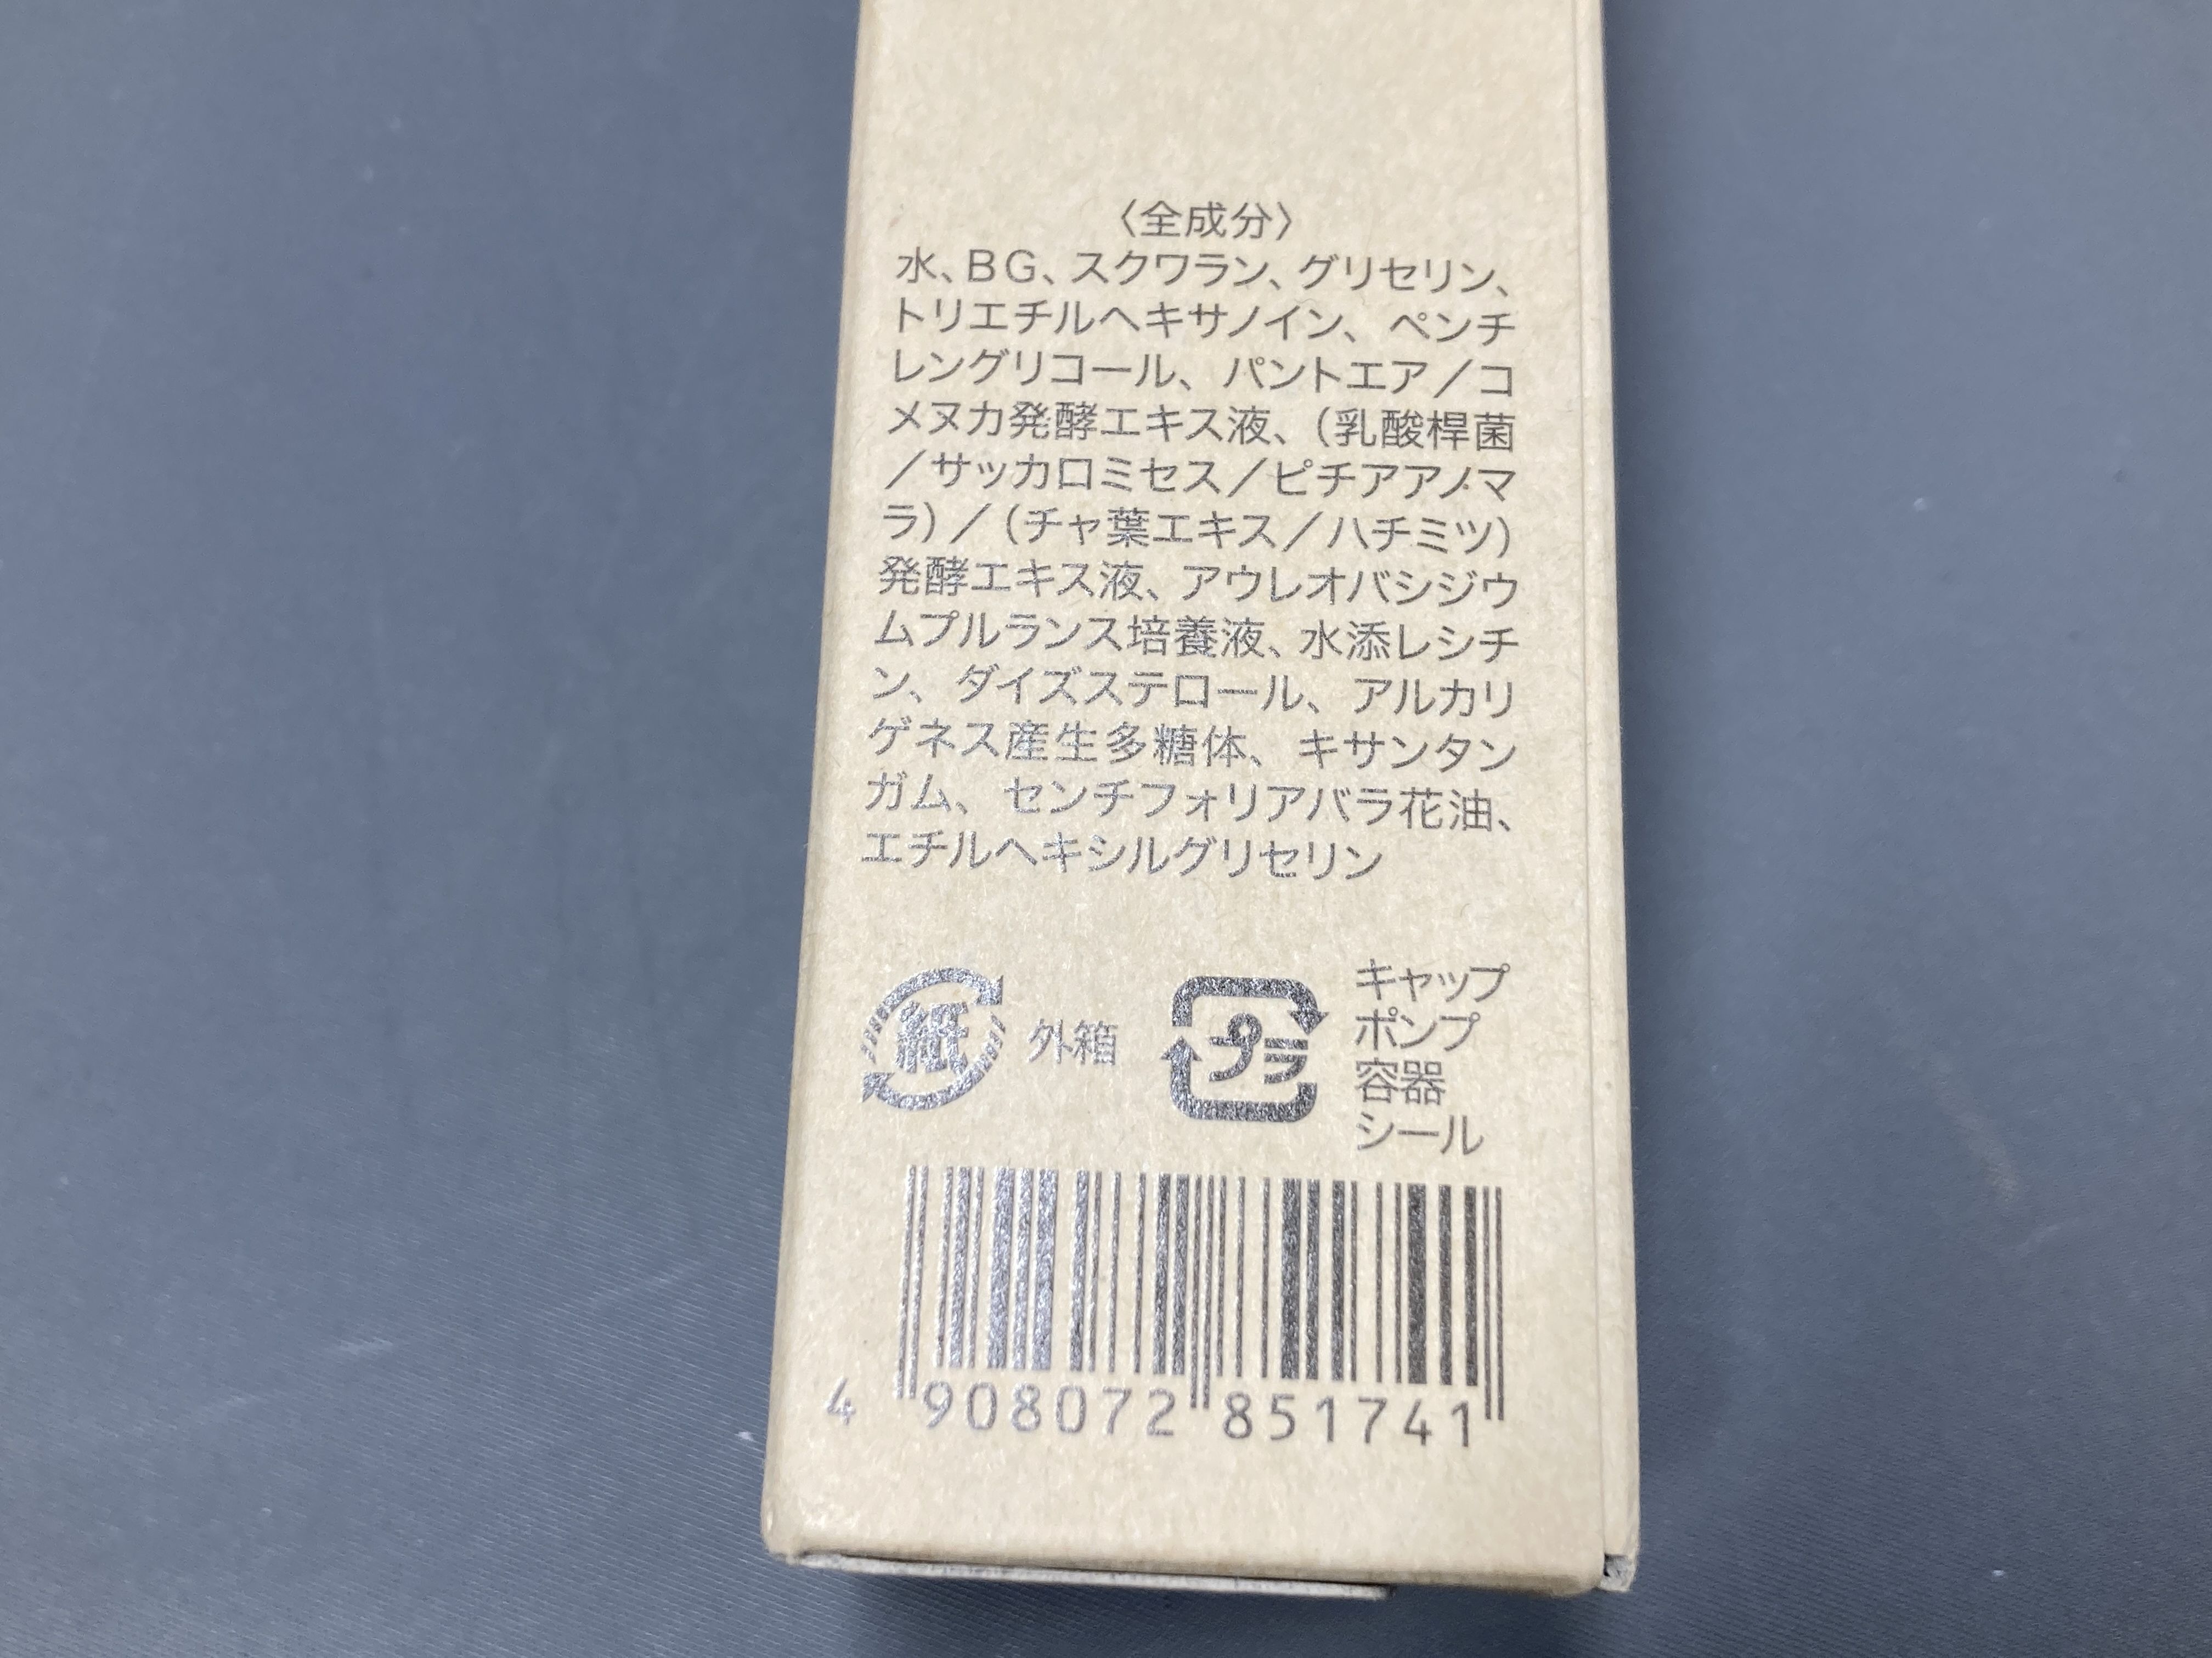 〈全成分〉
水、BG、スクワラン、グリセリン、
トリエチルヘキサノイン、ペンチ
レングリコール、パントエア／コ
メヌカ発酵エキス液、（乳酸桿菌
／サッカロミセス／ピチアアノマ
ラ）／（チャ葉エキス／ハチミツ）
発酵エキス液、アウレオバシジウ
ムプルランス培養液、水添レシチ
ン、ダイズステロール、アルカリ
ゲネス産生多糖体、キサンタン
ガム、センチフォリアバラ花油、
エチルヘキシルグリセリン
紙 外箱
プラ
キャップ
ポンプ
容器
シール
4 908072 851741